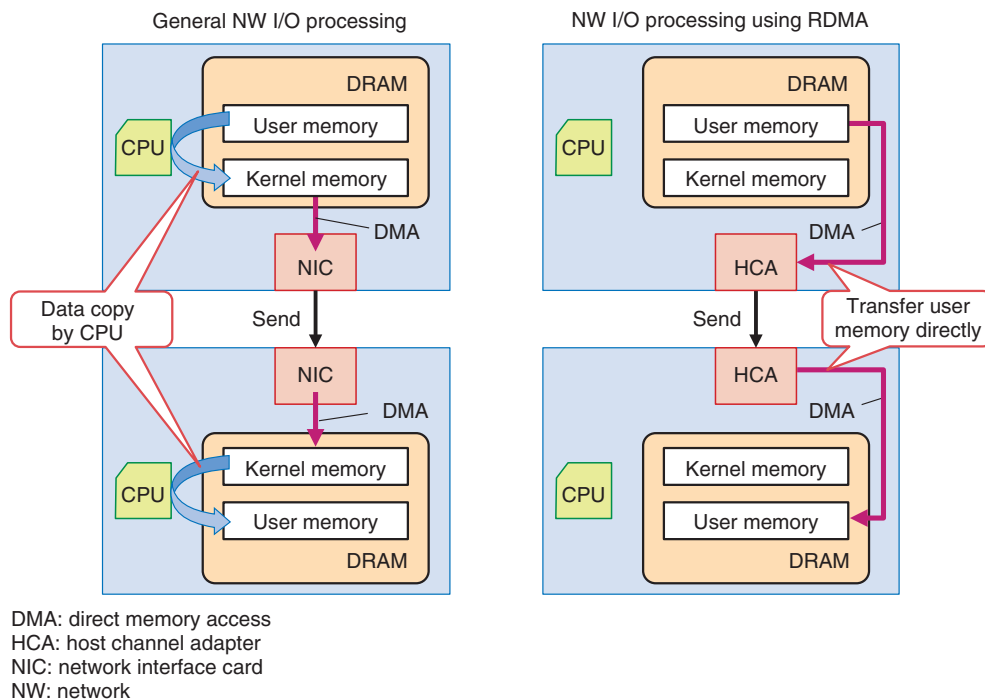 General NW I/O processing
DRAM
User memory
CPU
Kernel memory
DMA
NIC
Data copy
by CPU
Send
NIC
DMA
Kernel memory
CPU
User memory
DRAM
NW I/O processing using RDMA
DRAM
User memory
CPU
Kernel memory
DMA
HCA
Transfer user
memory directly
Send
HCA
DMA
Kernel memory
CPU
User memory
DRAM
DMA: direct memory access
HCA: host channel adapter
NIC: network interface card
NW: network